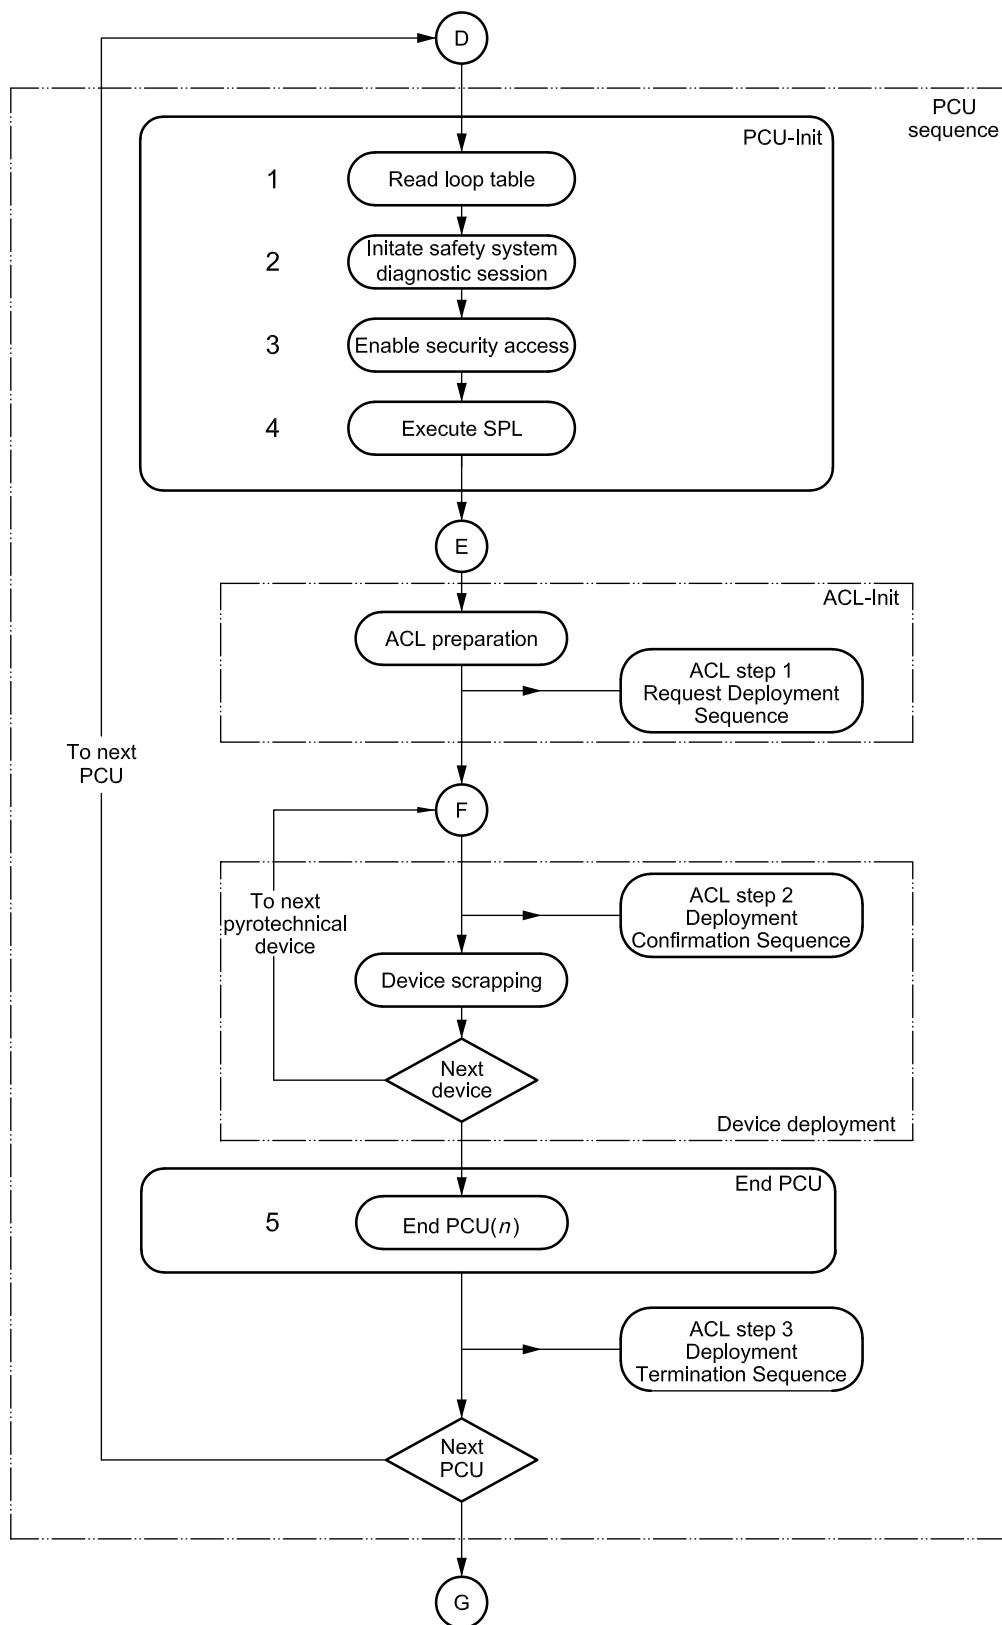 D
PCU
sequence
PCU-Init
1
Read loop table
2
Initate safety system
diagnostic session
3
Enable security access
4
Execute SPL
E
ACL-Init
ACL preparation
ACL step 1
Request Deployment
Sequence
To next
PCU
F
To next
pyrotechnical
device
ACL step 2
Deployment
Confirmation Sequence
Device scrapping
Next
device
Device deployment
End PCU
5
End PCU(n)
ACL step 3
Deployment
Termination Sequence
Next
PCU
G